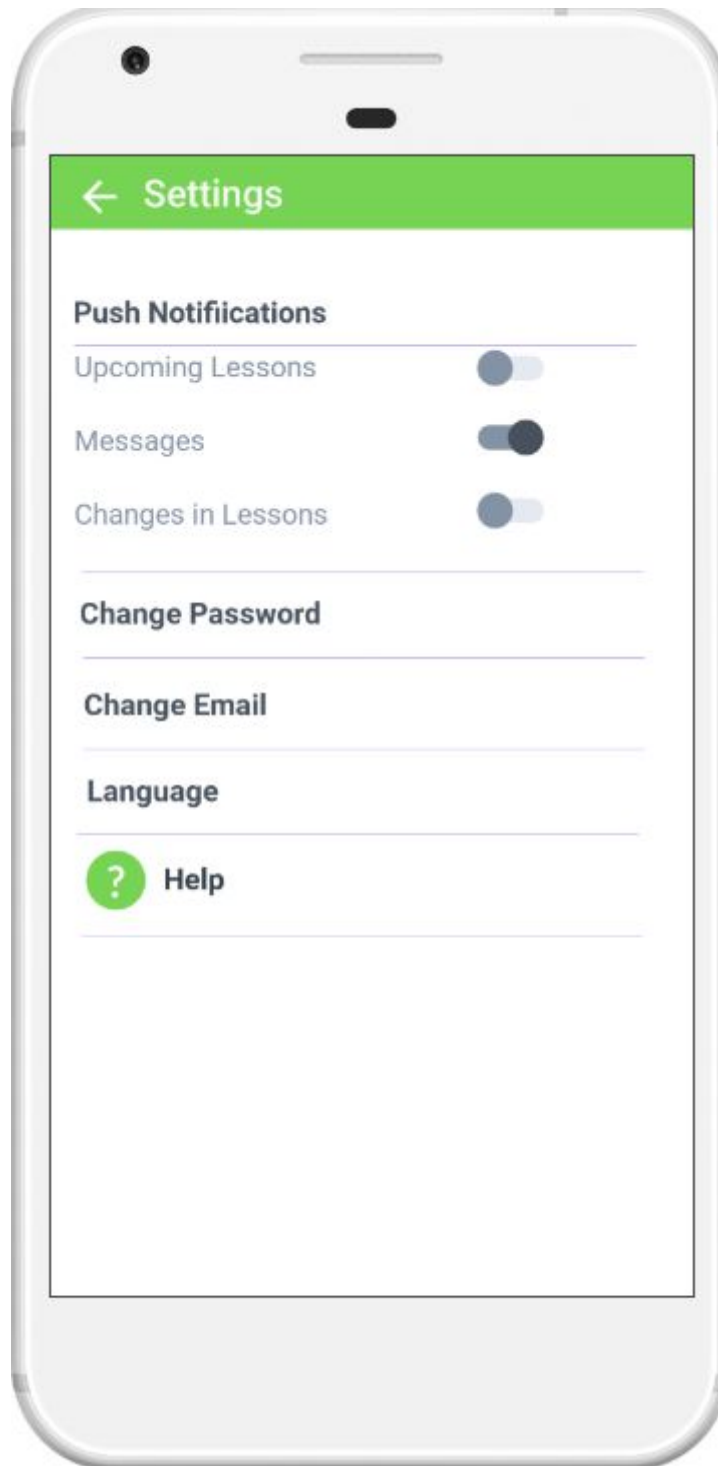 Settings
Push Notifiications
Upcoming Lessons
Messages
Changes in Lessons
Change Password
Change Email
Language
? Help